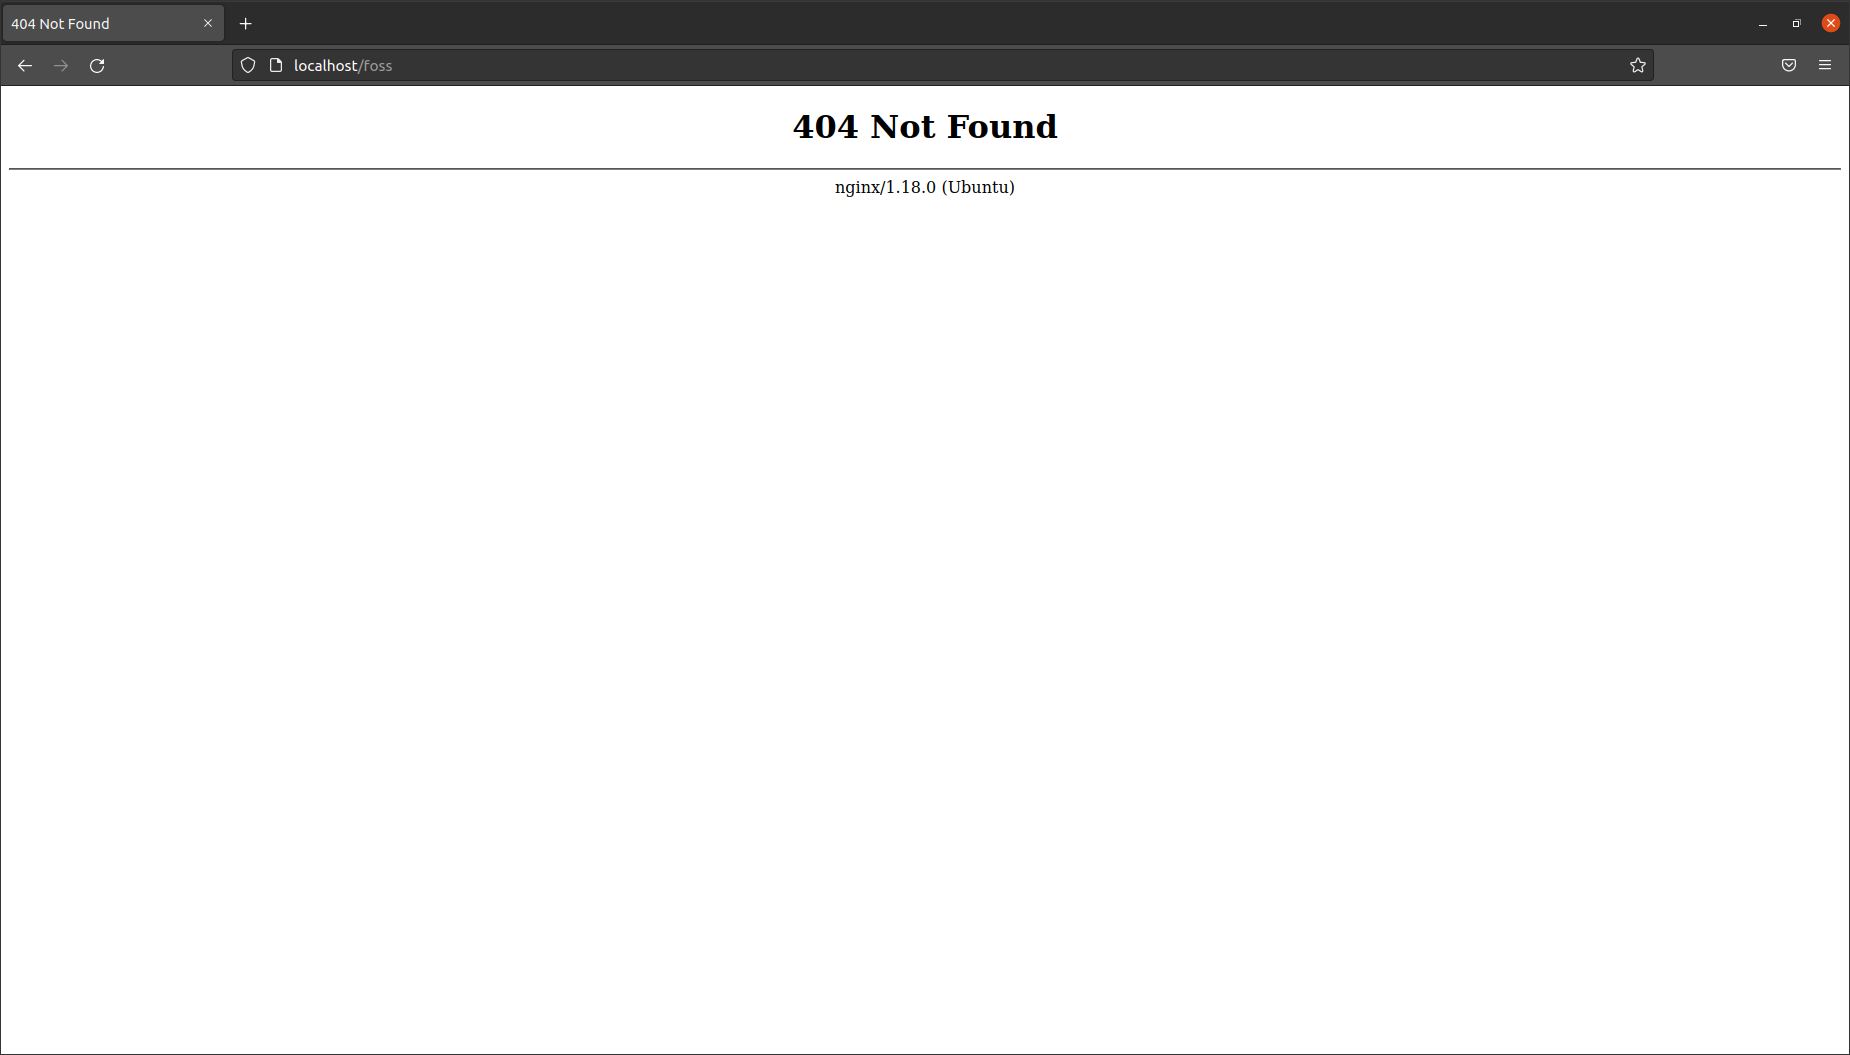 404 Not Found
localhost/foss
404 Not Found
nginx/1.18.0 (Ubuntu)